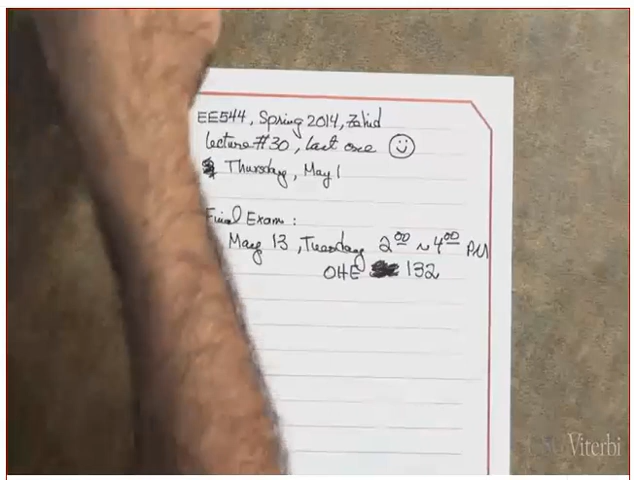 EE544, Spring 2014, Zahid
lecture #30, last one
Thursday, May 1
Final Exam:
May 13, Tuesday 2:00 ~ 4:00 PM
OHE 132
USC Viterbi